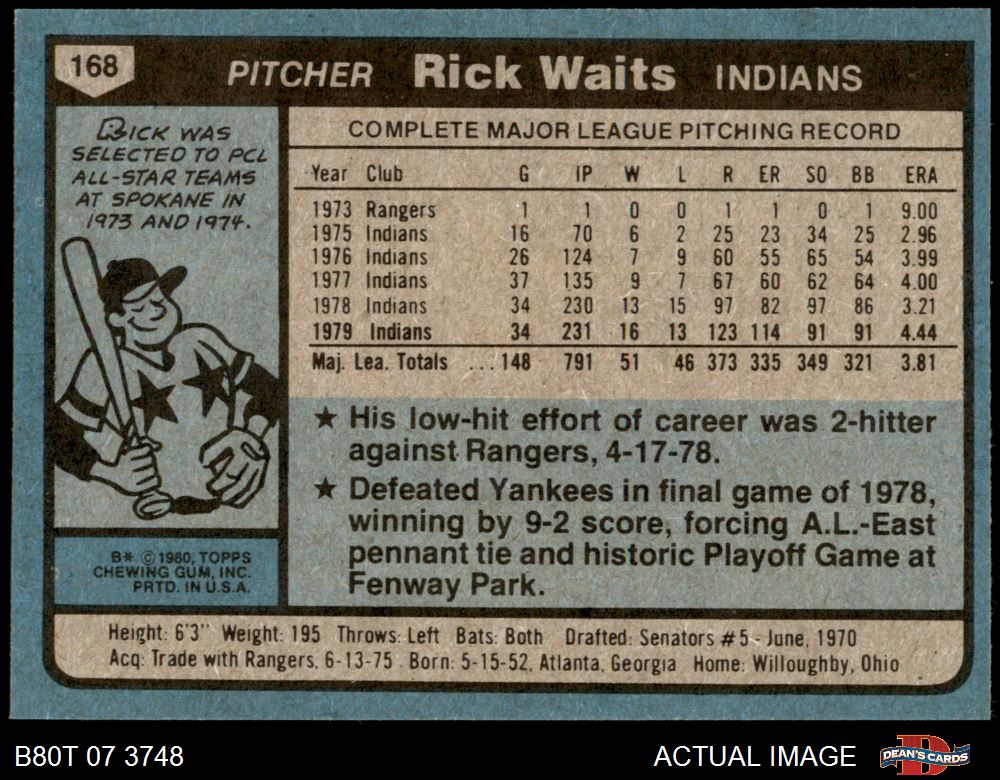 168 PITCHER Rick Waits INDIANS
RICK WAS
SELECTED TO PCL
ALL-STAR TEAMS
AT SPOKANE IN
1973 AND 1974.
COMPLETE MAJOR LEAGUE PITCHING RECORD
Year Club G IP W L R ER SO BB ERA
1973 Rangers 1 1 0 0 1 1 0 1 9.00
1975 Indians 16 70 6 2 25 23 34 25 2.96
1976 Indians 26 124 7 9 60 55 65 54 3.99
1977 Indians 37 135 9 7 67 60 62 64 4.00
1978 Indians 34 230 13 15 97 82 97 86 3.21
1979 Indians 34 231 16 13 123 114 91 91 4.44
Maj. Lea. Totals ...148 791 51 46 373 335 349 321 3.81
★ His low-hit effort of career was 2-hitter
against Rangers, 4-17-78.
★ Defeated Yankees in final game of 1978,
winning by 9-2 score, forcing A.L.-East
pennant tie and historic Playoff Game at
Fenway Park.
B* © 1980, TOPPS
CHEWING GUM, INC.
PRTD. IN U.S.A.
Height: 6'3" Weight: 195 Throws: Left Bats: Both Drafted: Senators #5 - June, 1970
Acq: Trade with Rangers, 6-13-75 Born: 5-15-52, Atlanta, Georgia Home: Willoughby, Ohio
B80T 07 3748 ACTUAL IMAGE DEAN'S CARDS